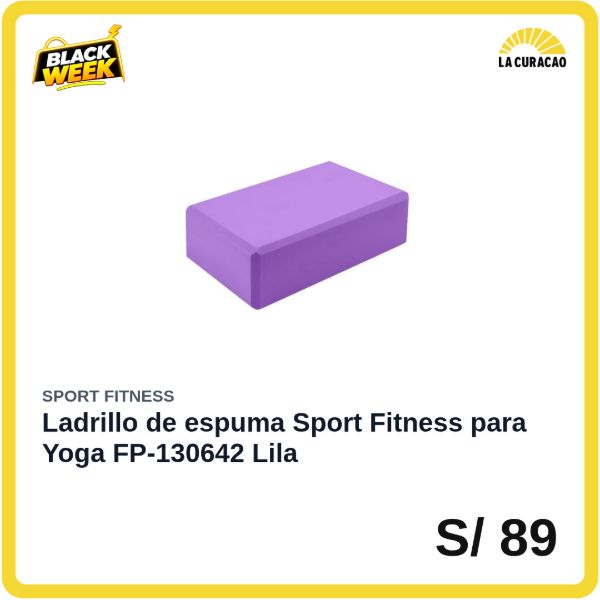 BLACK
WEEK
LA CURACAO
SPORT FITNESS
Ladrillo de espuma Sport Fitness para
Yoga FP-130642 Lila
S/ 89